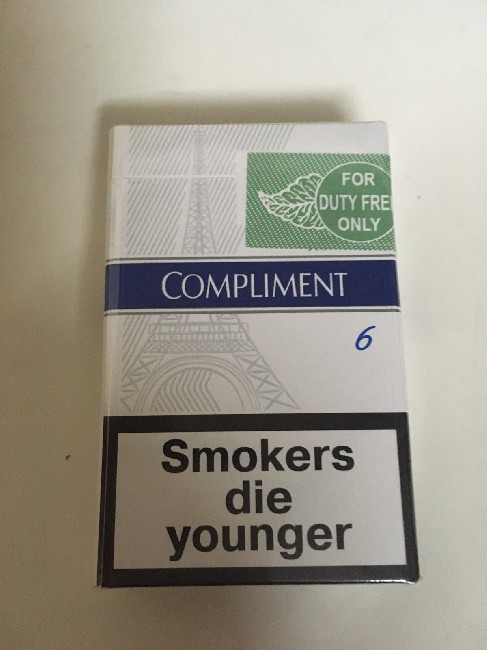 FOR
DUTY FRE
ONLY
COMPLIMENT
6
Smokers
die
younger